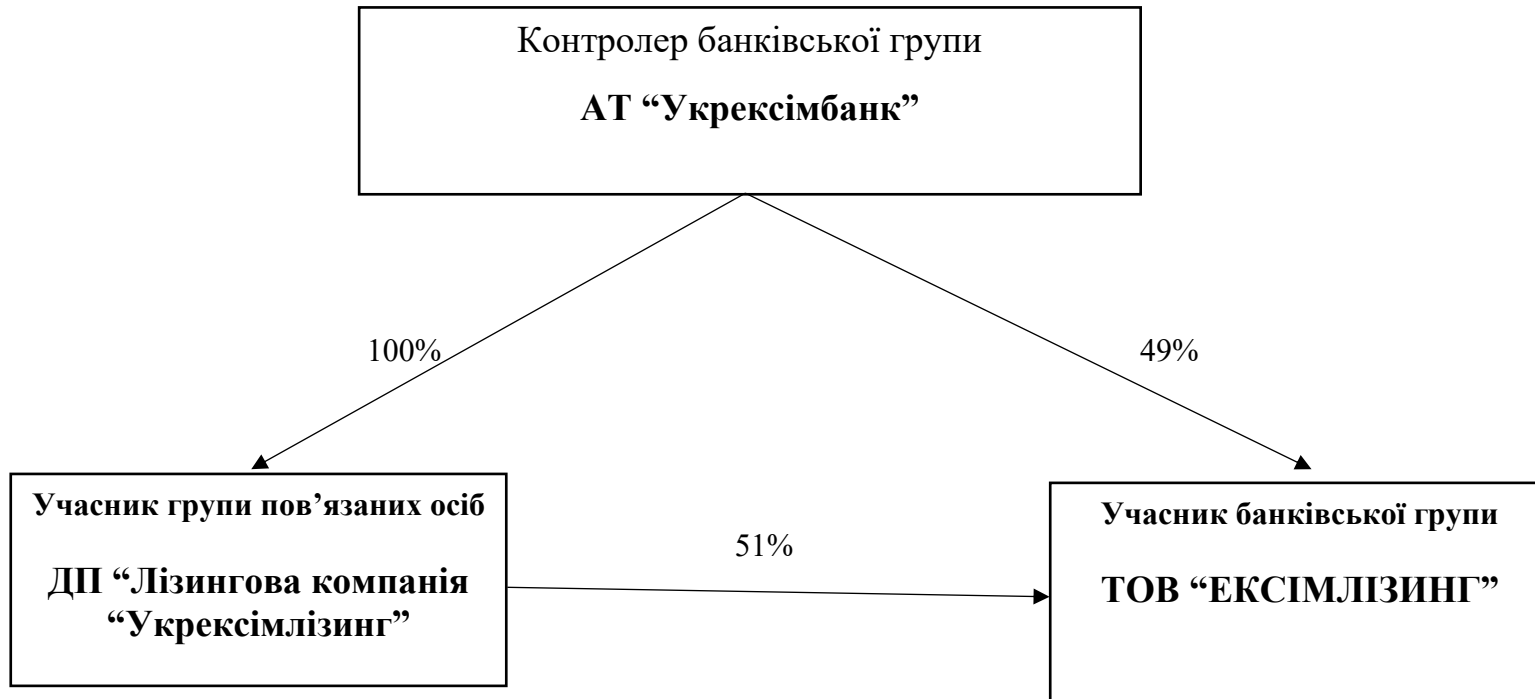 Контролер банківської групи
АТ “Укрексімбанк”
100%
49%
Учасник групи пов’язаних осіб
ДП “Лізингова компанія
“Укрексімлізинг”
51%
Учасник банківської групи
ТОВ “ЕКСІМЛІЗИНГ”